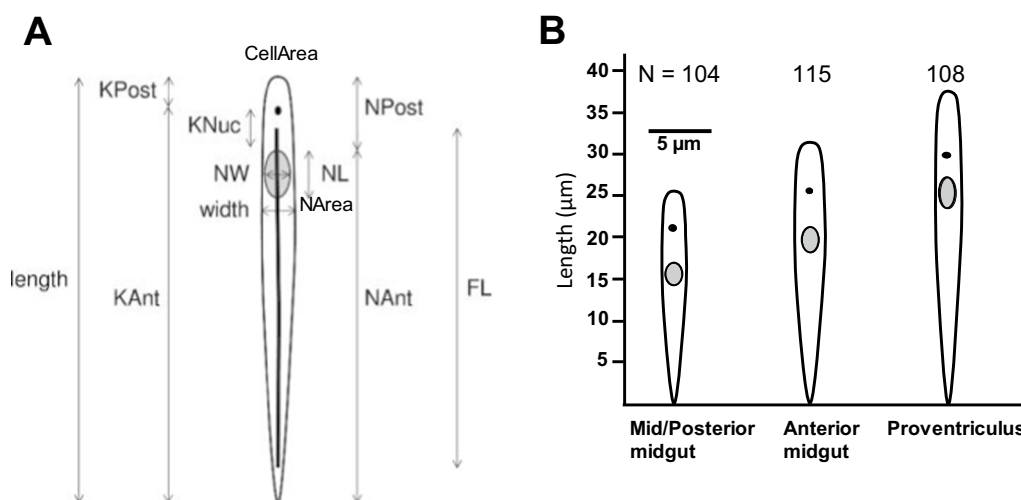 A
CellArea
KPost
KNuc
NPost
NW
NL
NArea
width
length
KAnt
NAnt
FL
B
N = 104
115
108
5 µm
40
35
30
25
20
15
10
5
Length (µm)
Mid/Posterior
midgut
Anterior
midgut
Proventriculus